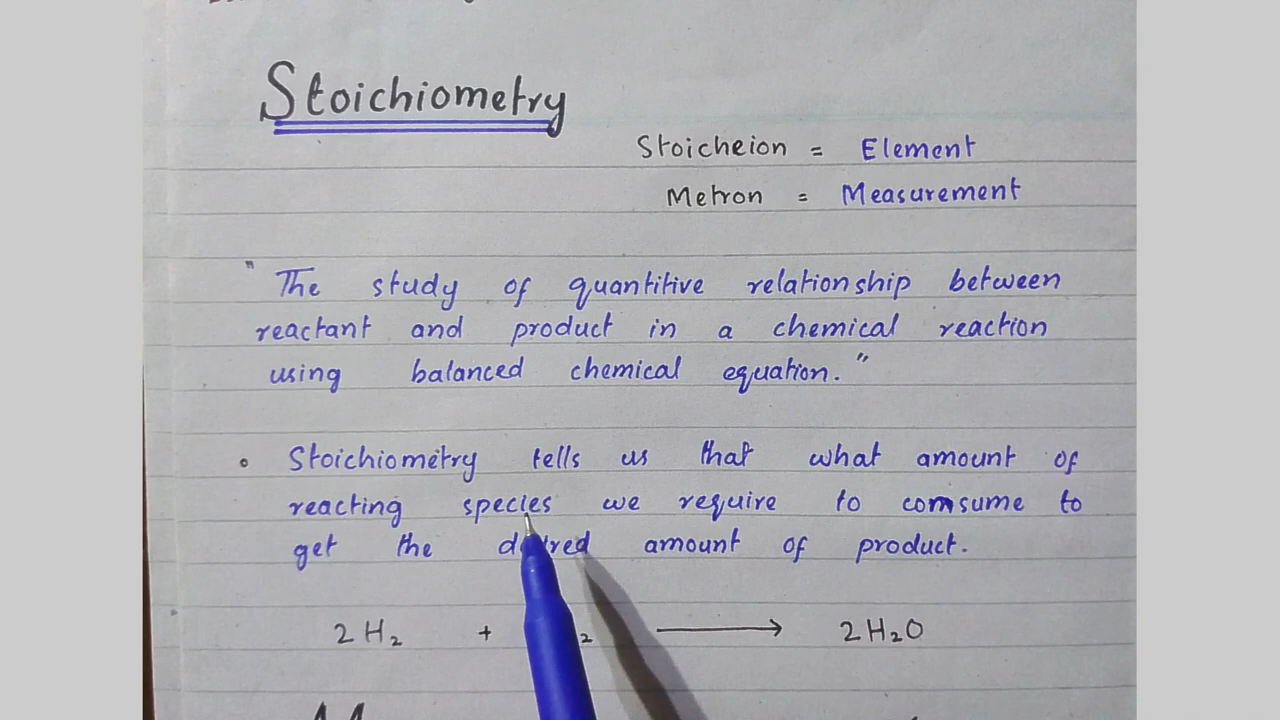 Stoichiometry
Stoicheion = Element
Metron = Measurement
"The study of quantitive relationship between
reactant and product in a chemical reaction
using balanced chemical equation."
• Stoichiometry tells us that what amount of
reacting species we require to comsume to
get the amount of product.
2H₂ + ₂ ⟶ 2H₂O